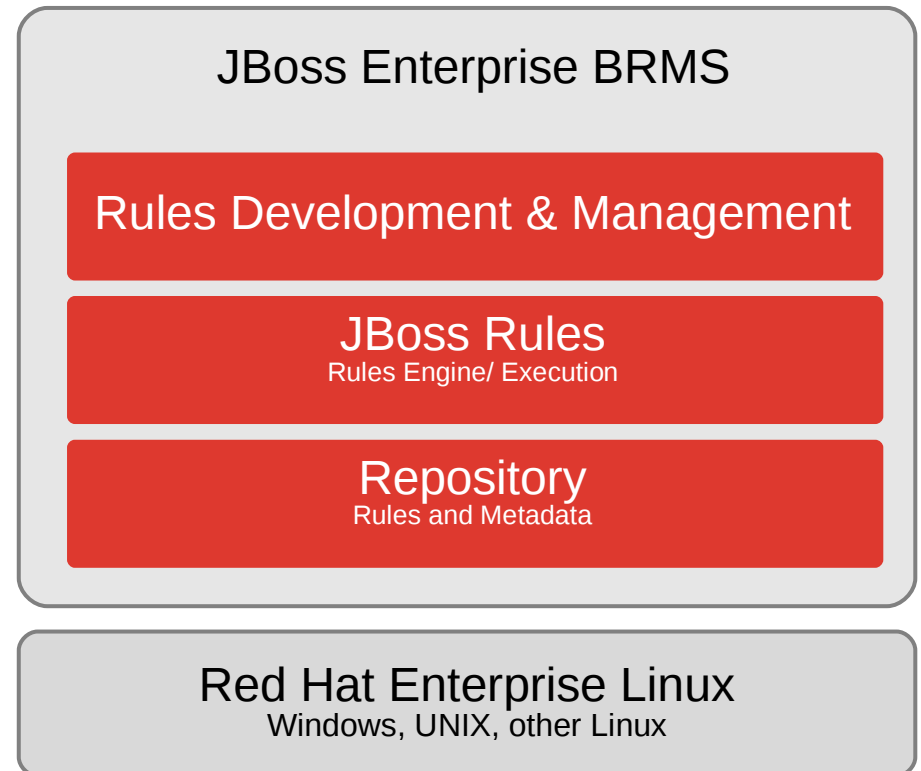 JBoss Enterprise BRMS
Rules Development & Management
JBoss Rules
Rules Engine/ Execution
Repository
Rules and Metadata
Red Hat Enterprise Linux
Windows, UNIX, other Linux